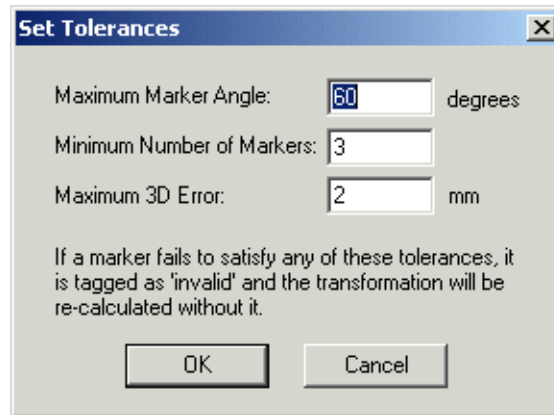 Set Tolerances
Maximum Marker Angle: 60 degrees
Minimum Number of Markers: 3
Maximum 3D Error: 2 mm
If a marker fails to satisfy any of these tolerances, it
is tagged as 'invalid' and the transformation will be
re-calculated without it.
OK Cancel